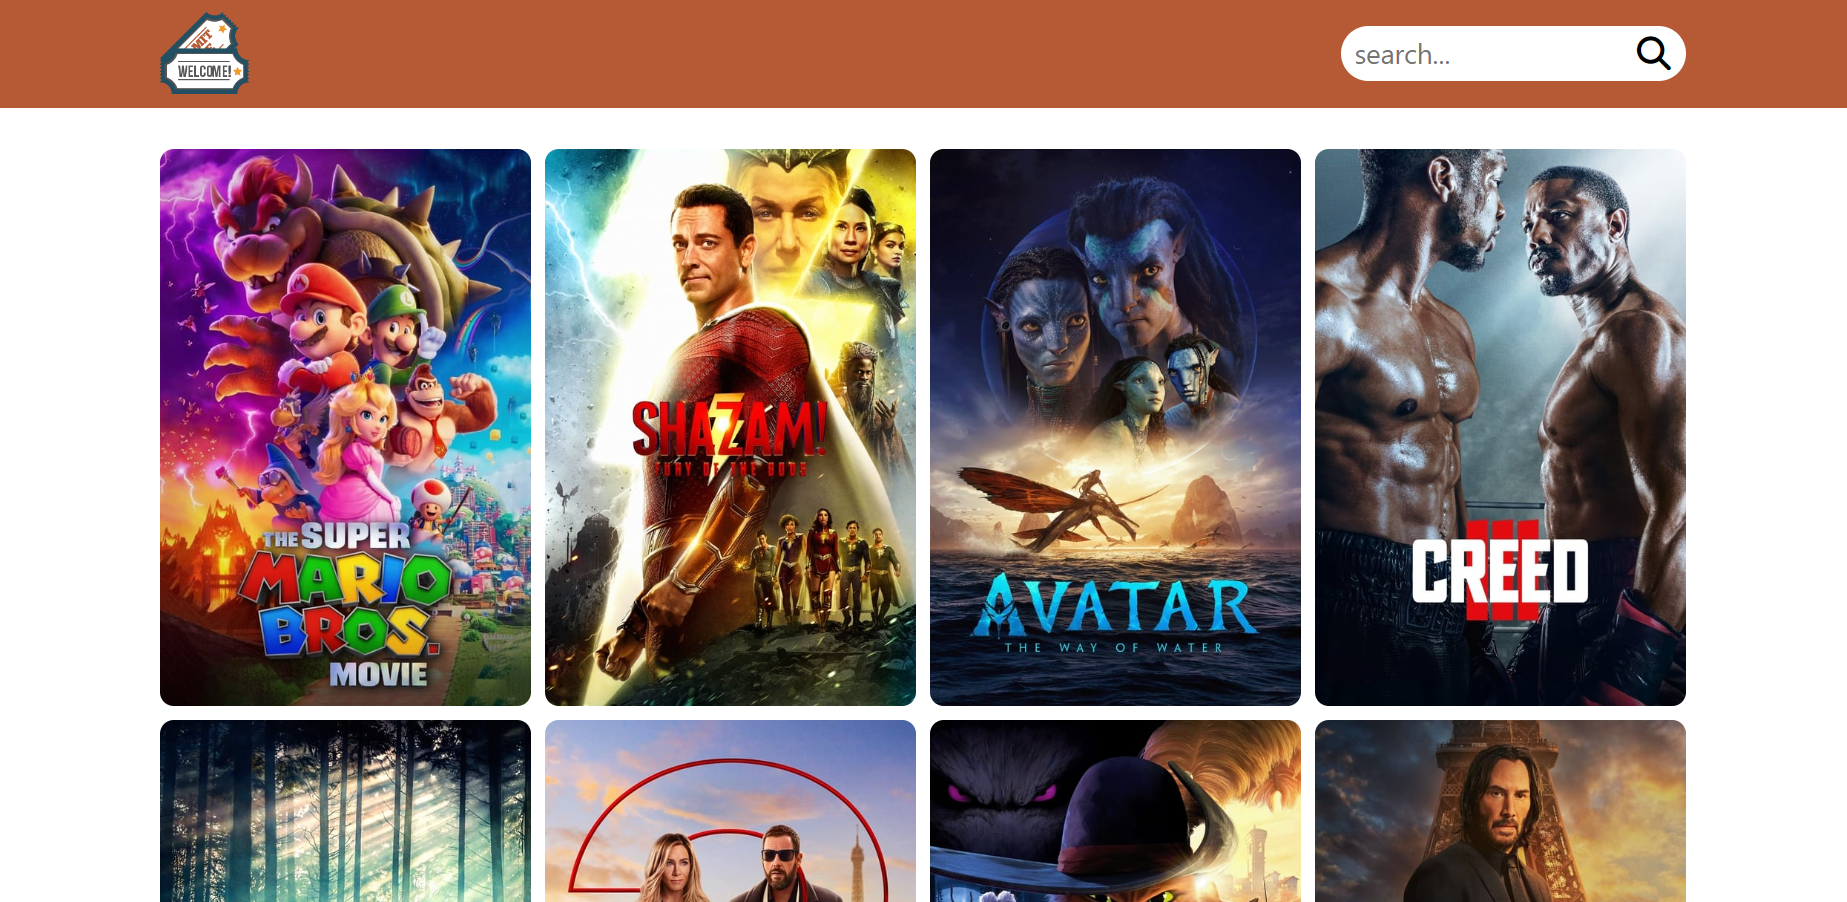 MIT
WELCOME!
search...
THE SUPER
MARIO
BROS.
MOVIE
SHAZAM!
FURY OF THE GODS
AVATAR
THE WAY OF WATER
CREED
III